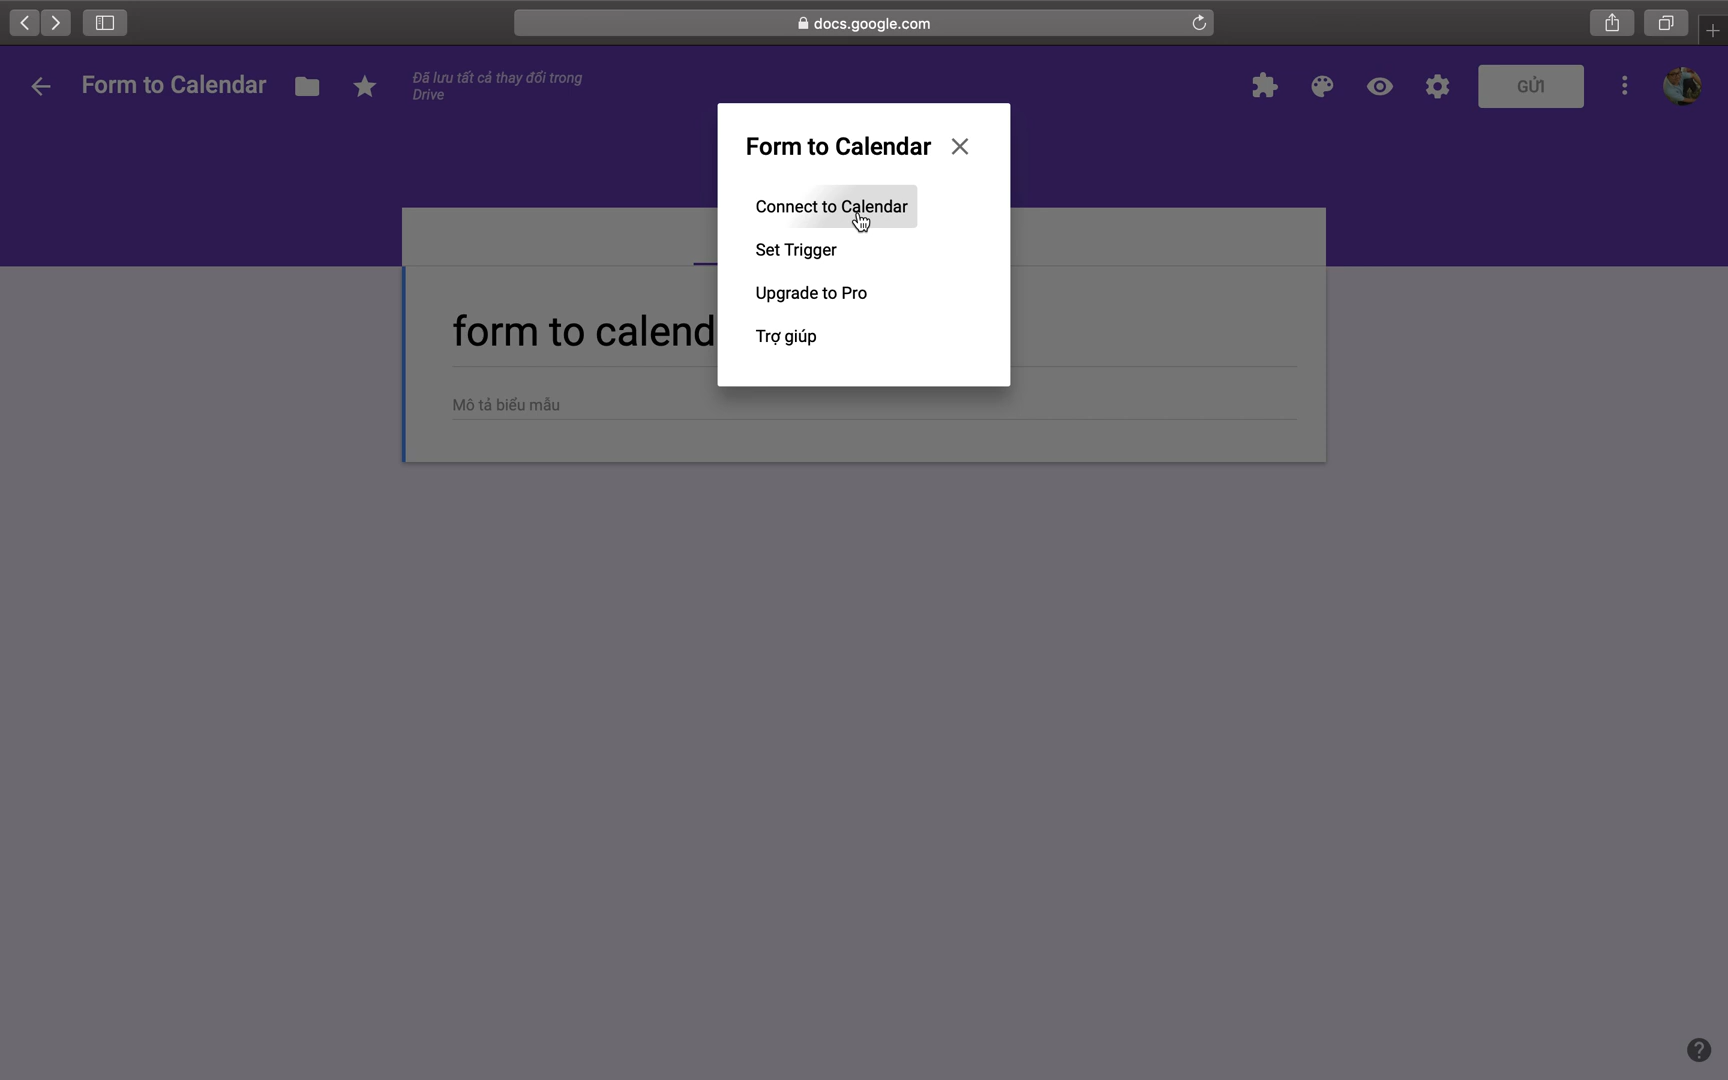 docs.google.com
Form to Calendar
Đã lưu tất cả thay đổi trong
Drive
GỬI
Form to Calendar
Connect to Calendar
Set Trigger
Upgrade to Pro
Trợ giúp
form to calend
Mô tả biểu mẫu